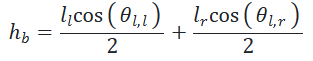 h_b = \frac{l_l \cos(\theta_{l,l})}{2} + \frac{l_r \cos(\theta_{l,r})}{2}